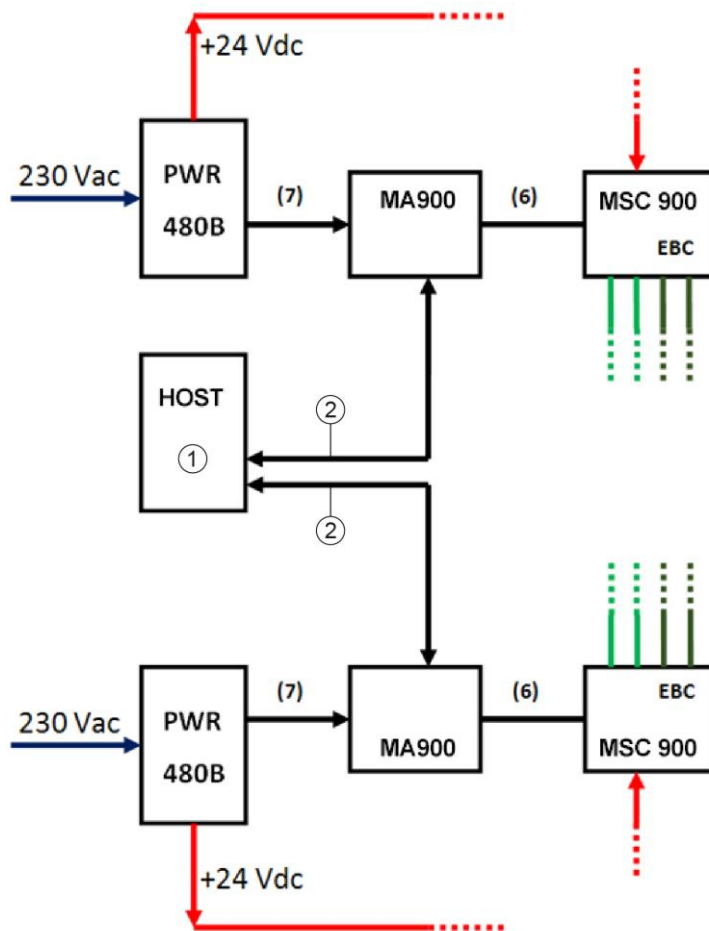 +24 Vdc
230 Vac
PWR
480B
(7)
MA900
(6)
MSC 900
EBC
HOST
①
②
②
230 Vac
PWR
480B
(7)
MA900
(6)
EBC
MSC 900
+24 Vdc